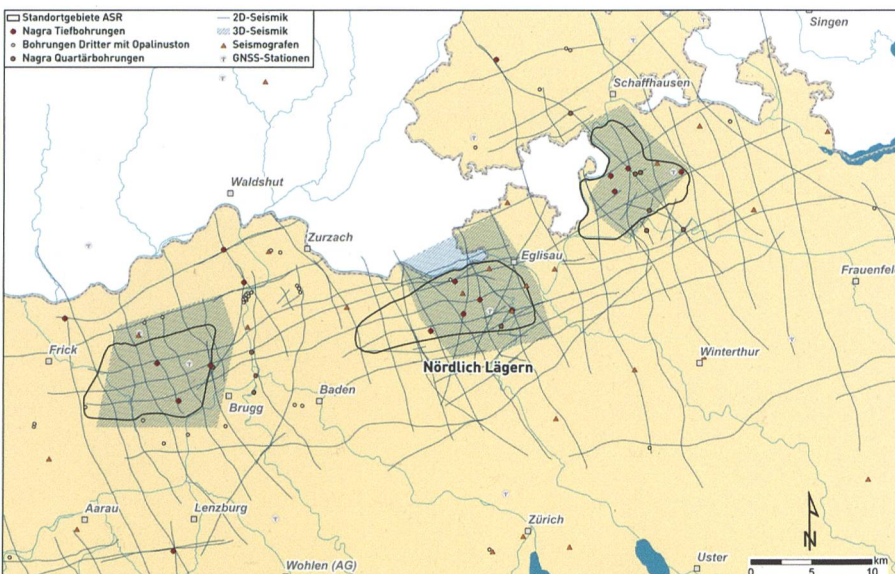 Standortgebiete ASR
Nagra Tiefbohrungen
Bohrungen Dritter mit Opalinuston
Nagra Quartärbohrungen
2D-Seismik
3D-Seismik
Seismografen
GNSS-Stationen
Singen
Schaffhausen
Waldshut
Zurzach
Eglisau
Frauenfeld
Frick
Nördlich Lägern
Winterthur
Baden
Brugg
Aarau
Lenzburg
Zürich
N
Wohlen (AG)
Uster
km
0 5 10